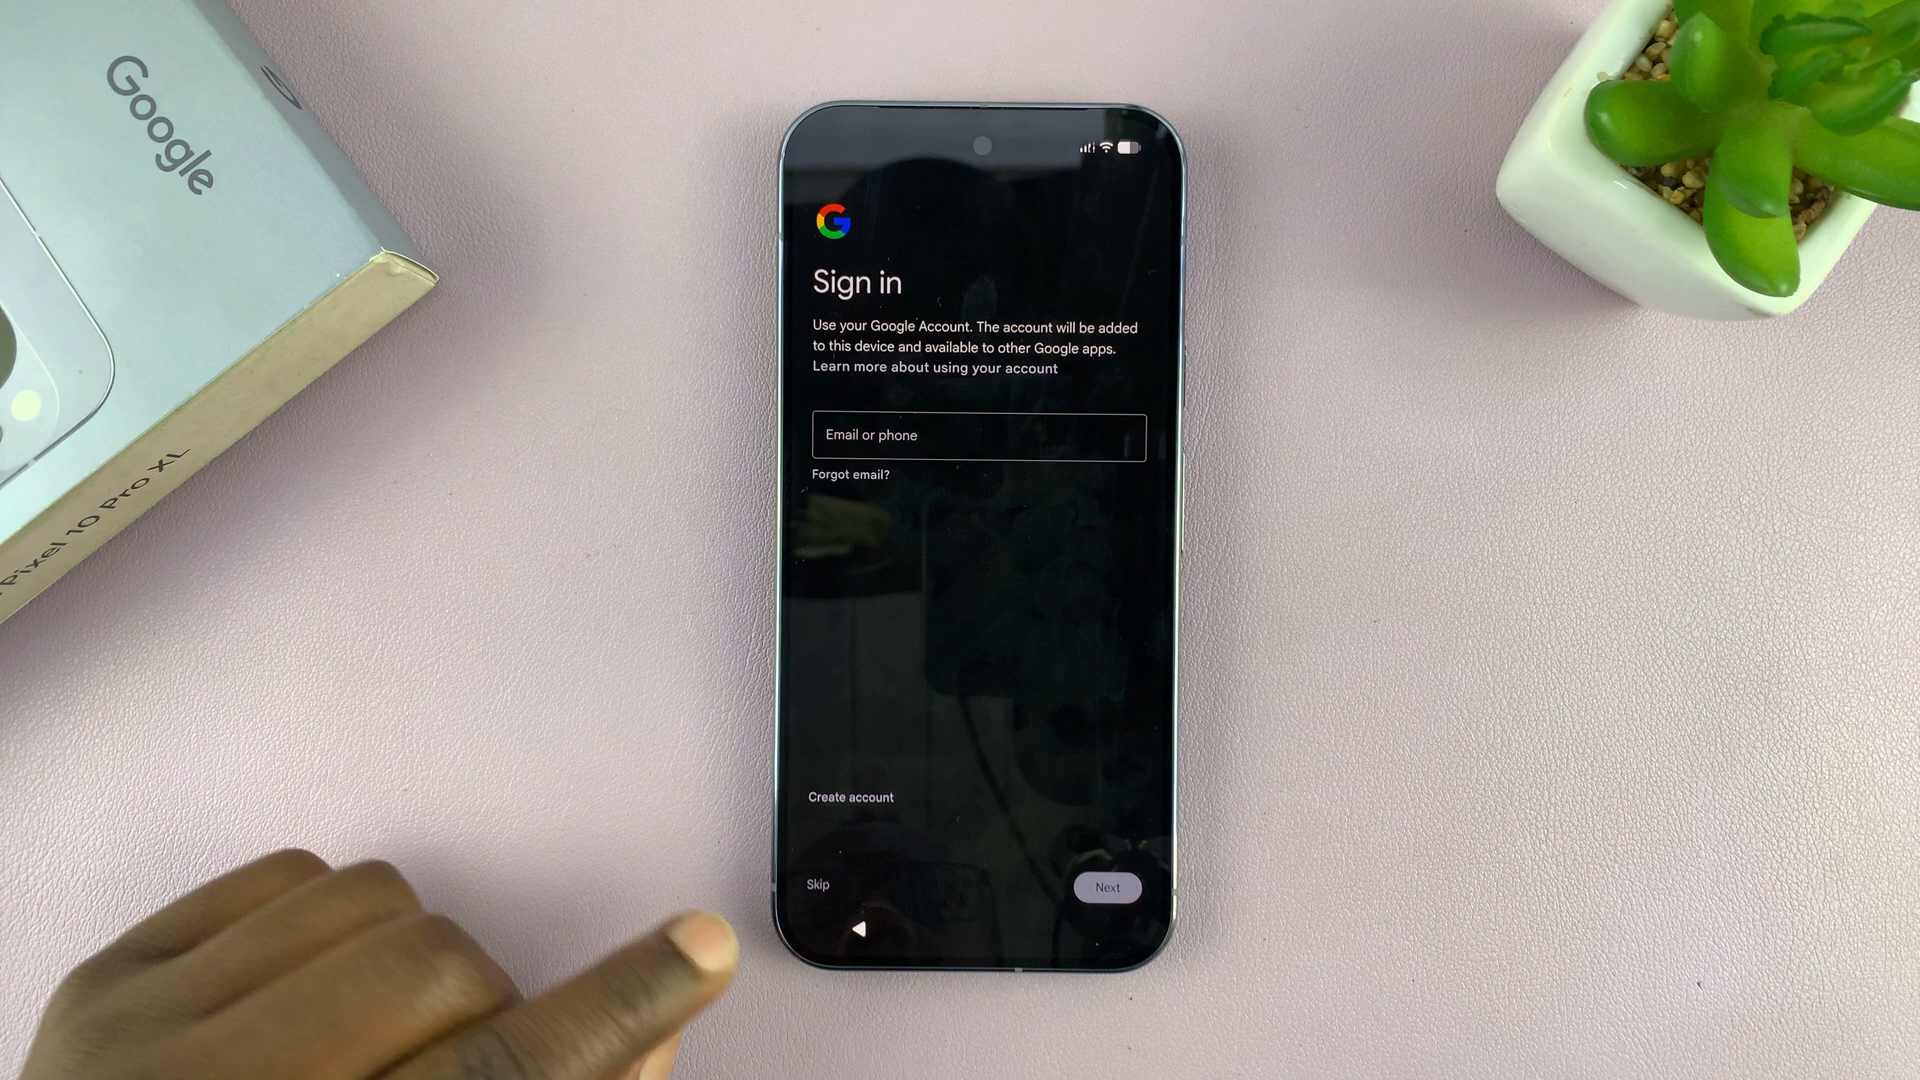 Google
Pixel 10 Pro XL
Sign in
Use your Google Account. The account will be added
to this device and available to other Google apps.
Learn more about using your account
Email or phone
Forgot email?
Create account
Skip
Next